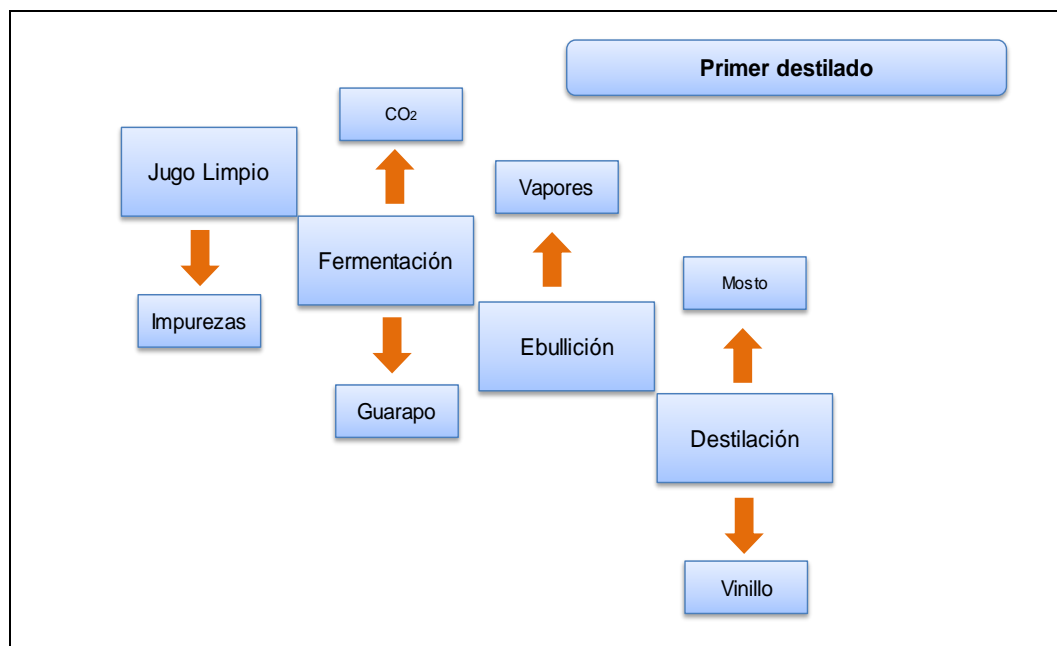 Primer destilado
CO₂
Jugo Limpio
Vapores
Fermentación
Mosto
Impurezas
Ebullición
Guarapo
Destilación
Vinillo